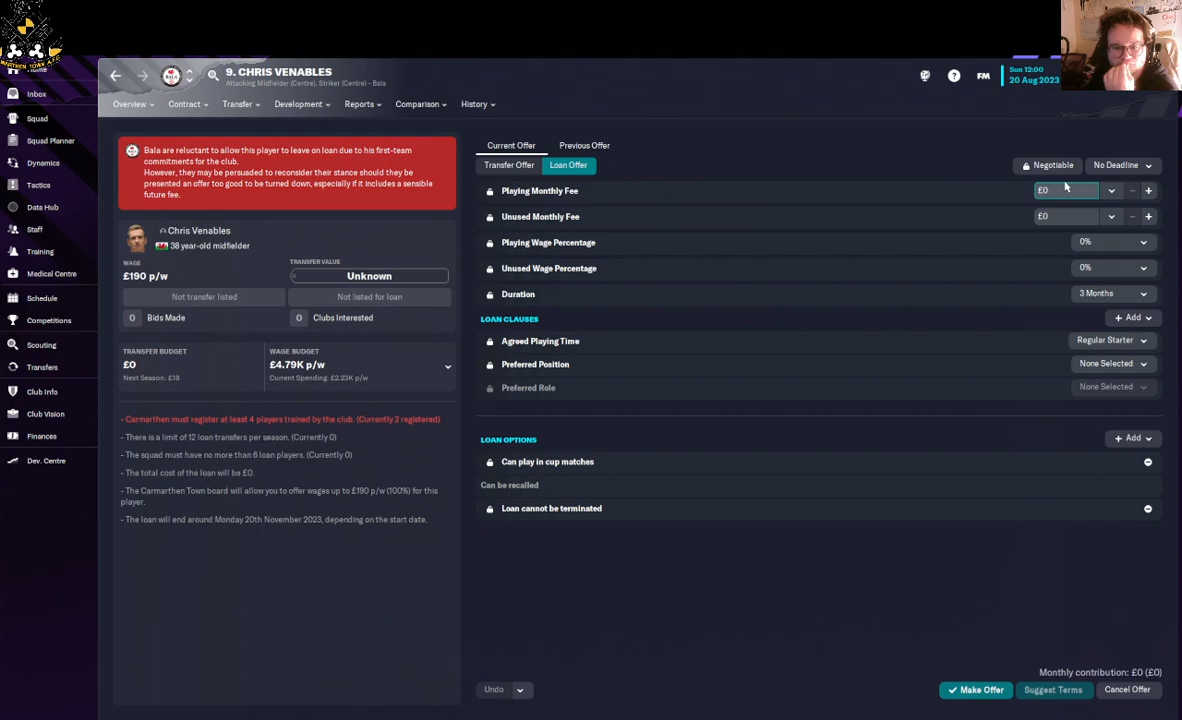 9. CHRIS VENABLES
Attacking Midfielder (Centre), Striker (Centre) - Bala
FM
Sun 12:00
20 Aug 2023
Home
Inbox
Squad
Squad Planner
Dynamics
Tactics
Data Hub
Staff
Training
Medical Centre
Schedule
Competitions
Scouting
Transfers
Club Info
Club Vision
Finances
Dev. Centre
Overview
Contract
Transfer
Development
Reports
Comparison
History
Bala are reluctant to allow this player to leave on loan due to his first-team
commitments for the club.
However, they may be persuaded to reconsider their stance should they be
presented an offer too good to be turned down, especially if it includes a sensible
future fee.
Chris Venables
38 year-old midfielder
WAGE
£190 p/w
TRANSFER VALUE
Unknown
Not transfer listed
Not listed for loan
0 Bids Made
0 Clubs Interested
TRANSFER BUDGET
£0
Next Season: £18
WAGE BUDGET
£4.79K p/w
Current Spending: £2.23K p/w
- Carmarthen must register at least 4 players trained by the club. (Currently 2 registered)
- There is a limit of 12 loan transfers per season. (Currently 0)
- The squad must have no more than 6 loan players. (Currently 0)
- The total cost of the loan will be £0.
- The Carmarthen Town board will allow you to offer wages up to £190 p/w (100%) for this
player.
- The loan will end around Monday 20th November 2023, depending on the start date.
Current Offer
Previous Offer
Transfer Offer
Loan Offer
Negotiable
No Deadline
Playing Monthly Fee
£0
Unused Monthly Fee
£0
Playing Wage Percentage
0%
Unused Wage Percentage
0%
Duration
3 Months
LOAN CLAUSES
+ Add
Agreed Playing Time
Regular Starter
Preferred Position
None Selected
Preferred Role
None Selected
LOAN OPTIONS
+ Add
Can play in cup matches
Can be recalled
Loan cannot be terminated
Monthly contribution: £0 (£0)
Undo
Make Offer
Suggest Terms
Cancel Offer